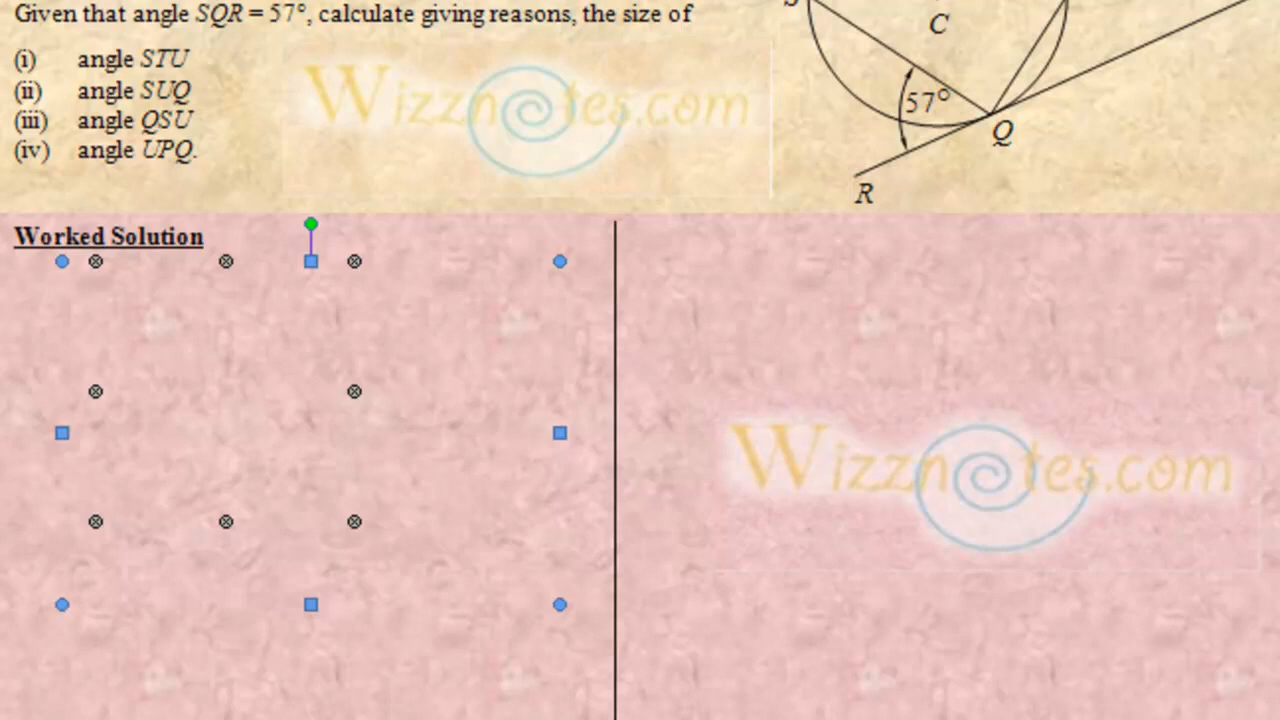 Given that angle SQR = 57°, calculate giving reasons, the size of
(i) angle STU
(ii) angle SUQ
(iii) angle QSU
(iv) angle UPQ.
Wizznotes.com
C
57°
Q
R
Worked Solution
Wizznotes.com